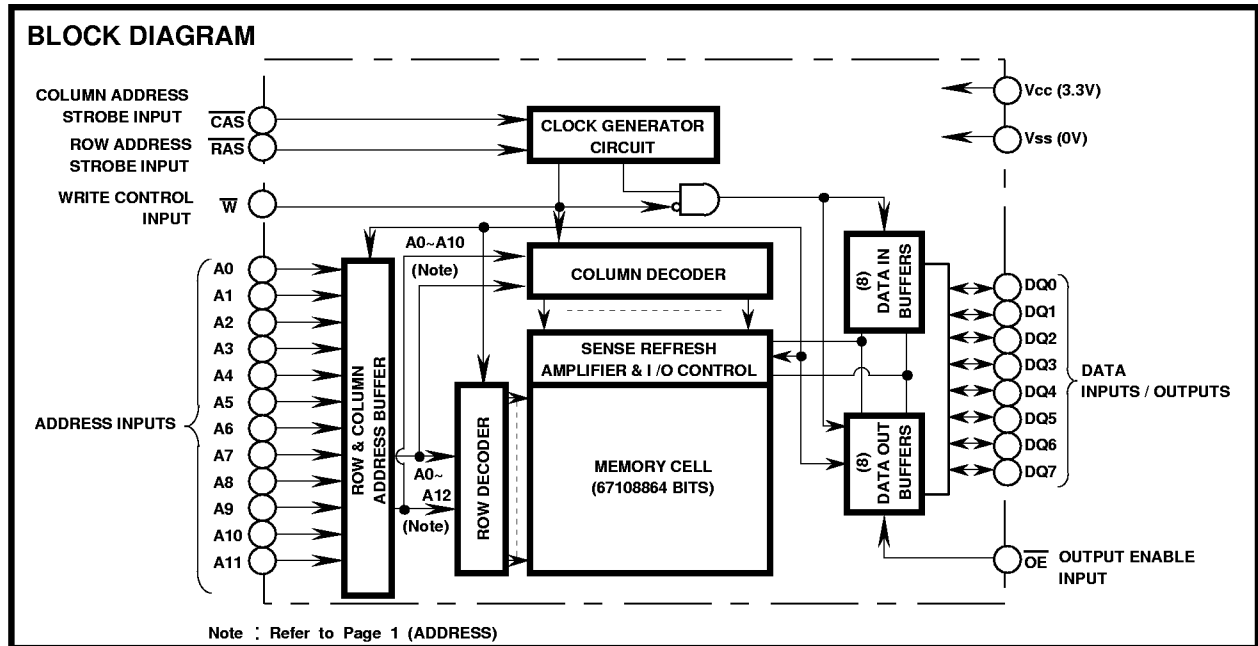 BLOCK DIAGRAM
COLUMN ADDRESS
STROBE INPUT
CAS
ROW ADDRESS
STROBE INPUT
RAS
WRITE CONTROL
INPUT
W
CLOCK GENERATOR
CIRCUIT
Vcc (3.3V)
Vss (0V)
ADDRESS INPUTS
A0
A1
A2
A3
A4
A5
A6
A7
A8
A9
A10
A11
ROW & COLUMN
ADDRESS BUFFER
A0~A10
(Note)
A0~
A12
(Note)
COLUMN DECODER
SENSE REFRESH
AMPLIFIER & I /O CONTROL
ROW DECODER
MEMORY CELL
(67108864 BITS)
(8)
DATA IN
BUFFERS
(8)
DATA OUT
BUFFERS
DQ0
DQ1
DQ2
DQ3
DQ4
DQ5
DQ6
DQ7
DATA
INPUTS / OUTPUTS
OE
OUTPUT ENABLE
INPUT
Note : Refer to Page 1 (ADDRESS)